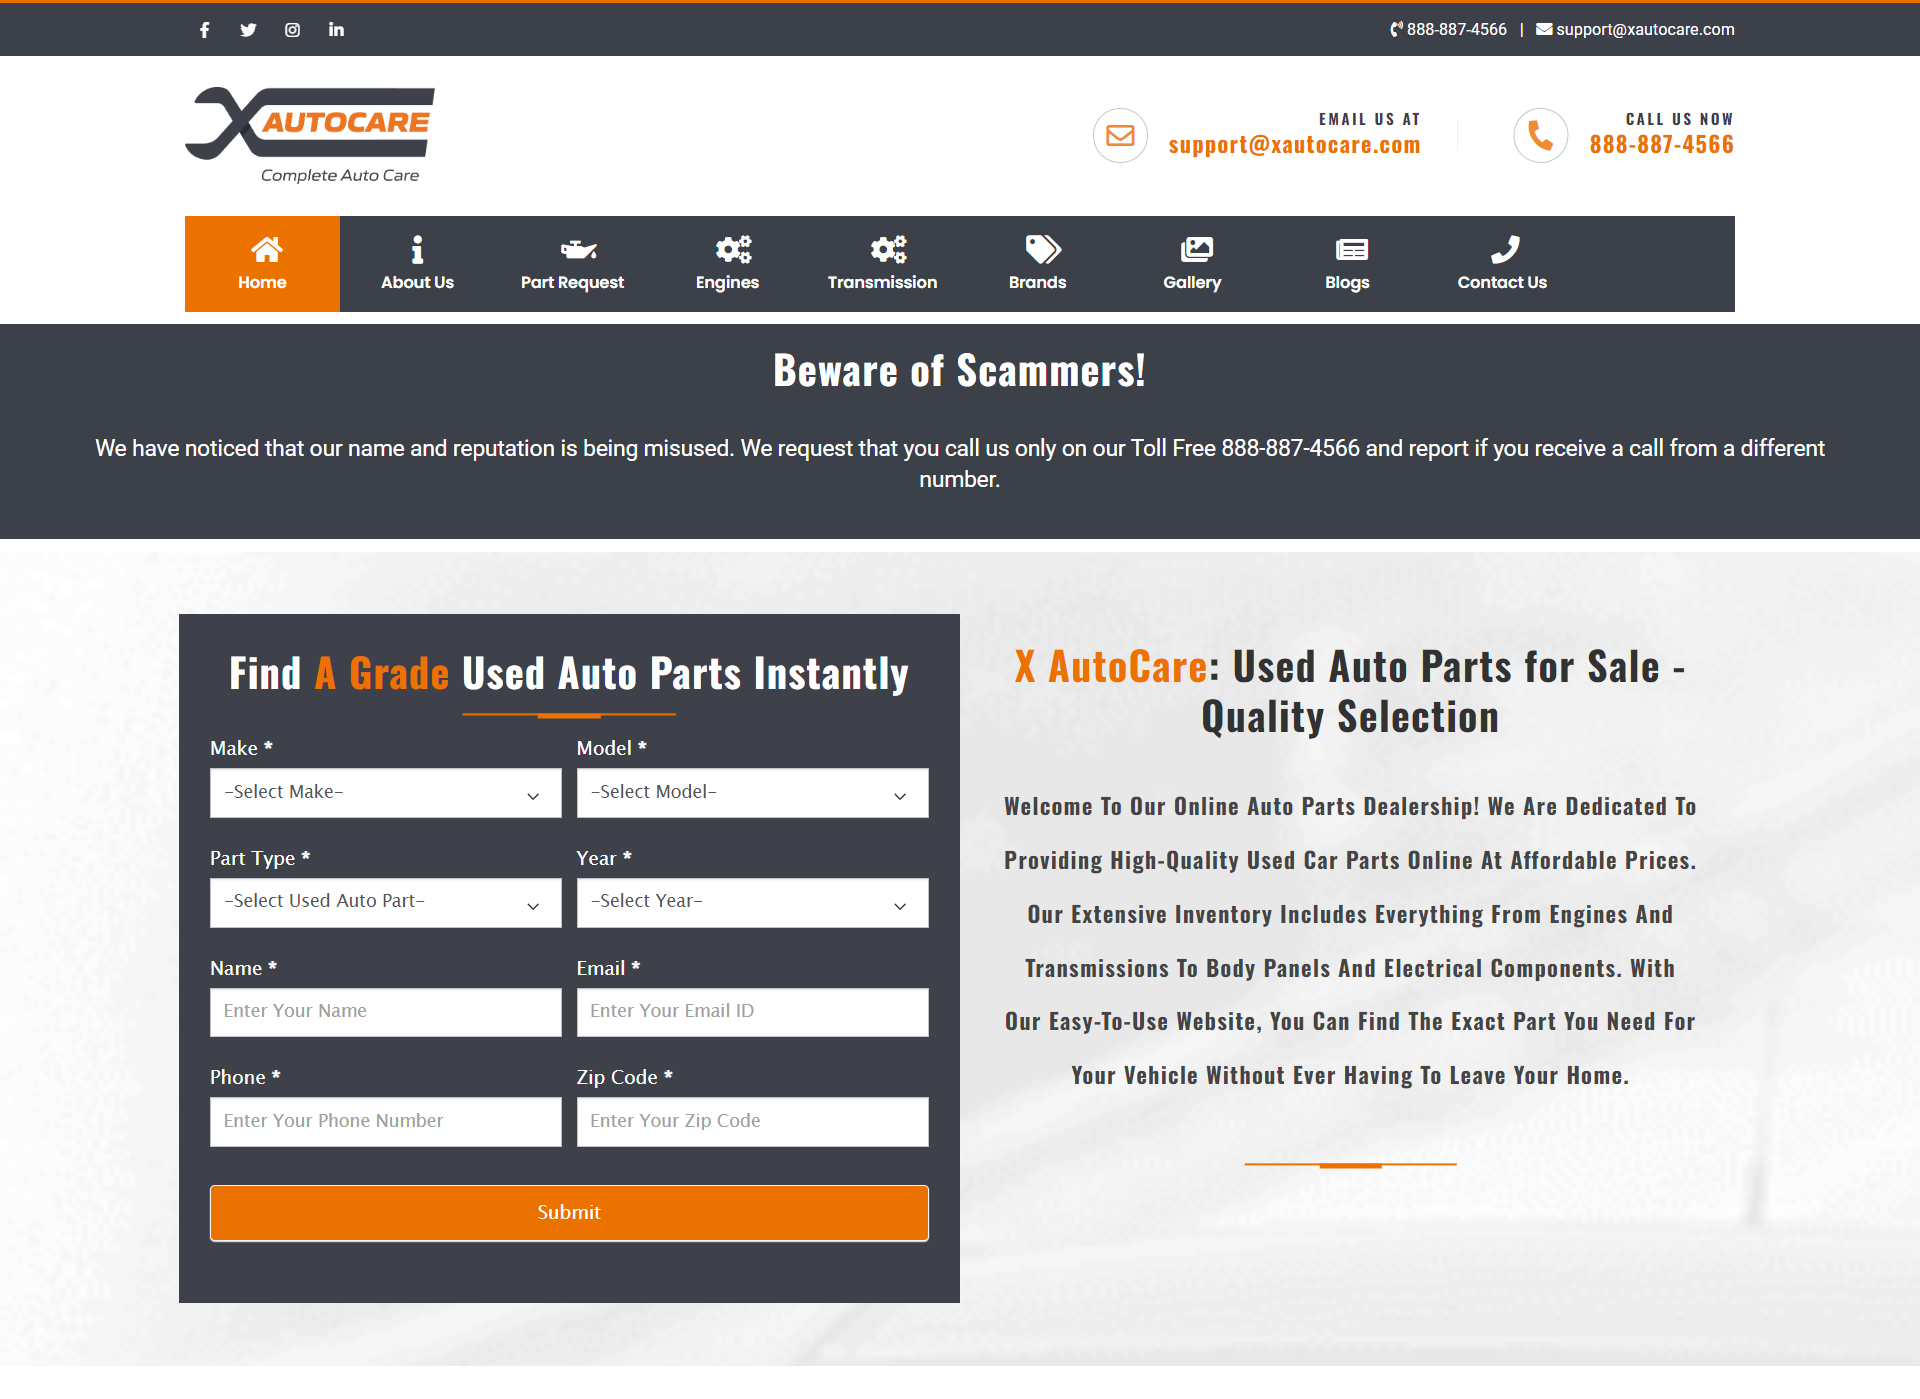 888-887-4566 | support@xautocare.com
X AUTOCARE
Complete Auto Care
EMAIL US AT
support@xautocare.com
CALL US NOW
888-887-4566
Home
About Us
Part Request
Engines
Transmission
Brands
Gallery
Blogs
Contact Us
Beware of Scammers!
We have noticed that our name and reputation is being misused. We request that you call us only on our Toll Free 888-887-4566 and report if you receive a call from a different
number.
Find A Grade Used Auto Parts Instantly
Make *
Model *
-Select Make-
-Select Model-
Part Type *
Year *
-Select Used Auto Part-
-Select Year-
Name *
Email *
Enter Your Name
Enter Your Email ID
Phone *
Zip Code *
Enter Your Phone Number
Enter Your Zip Code
Submit
X AutoCare: Used Auto Parts for Sale -
Quality Selection
Welcome To Our Online Auto Parts Dealership! We Are Dedicated To
Providing High-Quality Used Car Parts Online At Affordable Prices.
Our Extensive Inventory Includes Everything From Engines And
Transmissions To Body Panels And Electrical Components. With
Our Easy-To-Use Website, You Can Find The Exact Part You Need For
Your Vehicle Without Ever Having To Leave Your Home.